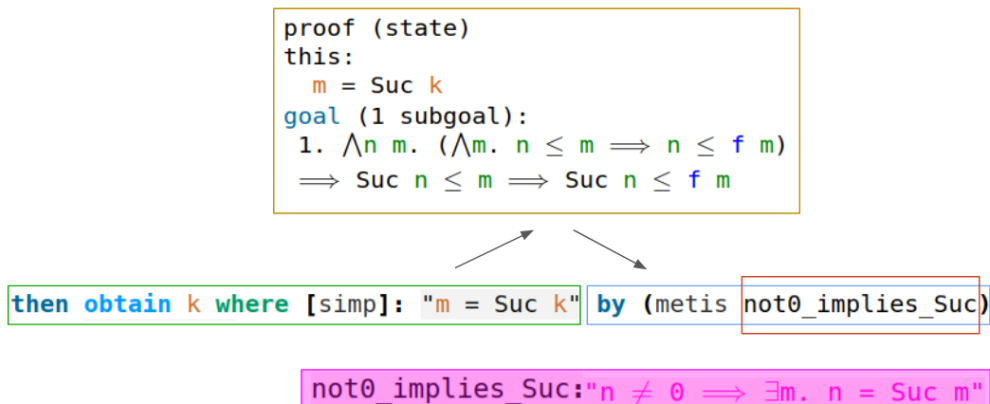 proof (state)
this:
m = Suc k
goal (1 subgoal):
1. ⋀n m. (⋀m. n ≤ m ⟹ n ≤ f m)
⟹ Suc n ≤ m ⟹ Suc n ≤ f m
then obtain k where [simp]: "m = Suc k" by (metis not0_implies_Suc)
not0_implies_Suc:"n ≠ 0 ⟹ ∃m. n = Suc m"